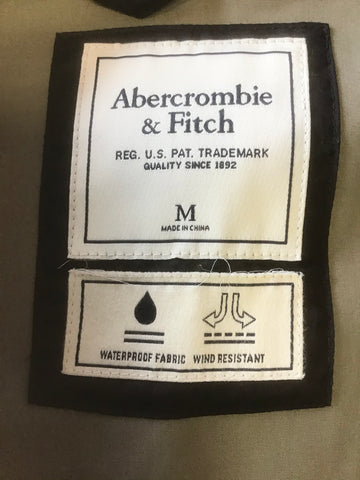 Abercrombie
& Fitch
REG. U.S. PAT. TRADEMARK
QUALITY SINCE 1892
M
MADE IN CHINA
WATERPROOF FABRIC WIND RESISTANT